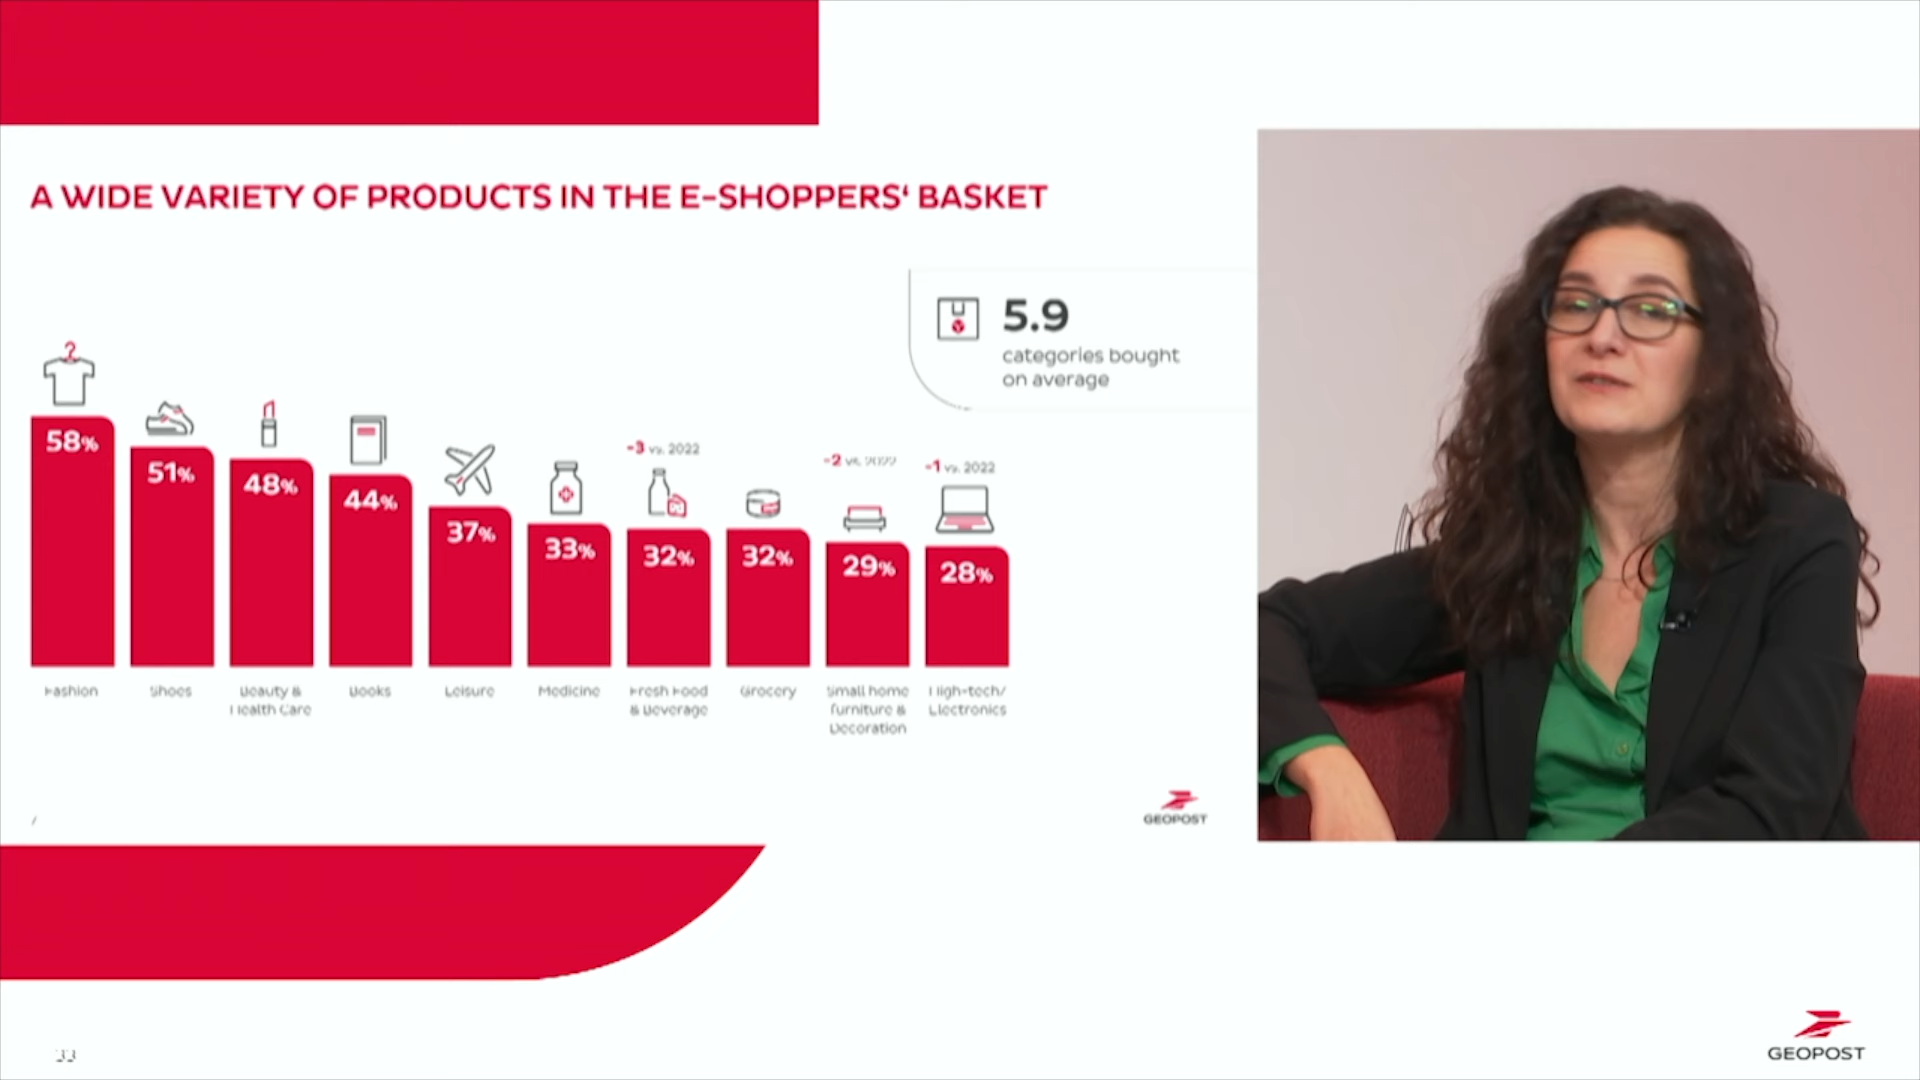 A WIDE VARIETY OF PRODUCTS IN THE E-SHOPPERS‘ BASKET
5.9
categories bought
on average
-3 vs. 2022
-2 vs. 2022
-1 vs. 2022
58%
51%
48%
44%
37%
33%
32%
32%
29%
28%
Fashion
Shoes
Beauty &
Health Care
Books
Leisure
Medicine
Fresh Food
& Beverage
Grocery
Small home
furniture &
Decoration
High-tech/
Electronics
GEOPOST
GEOPOST